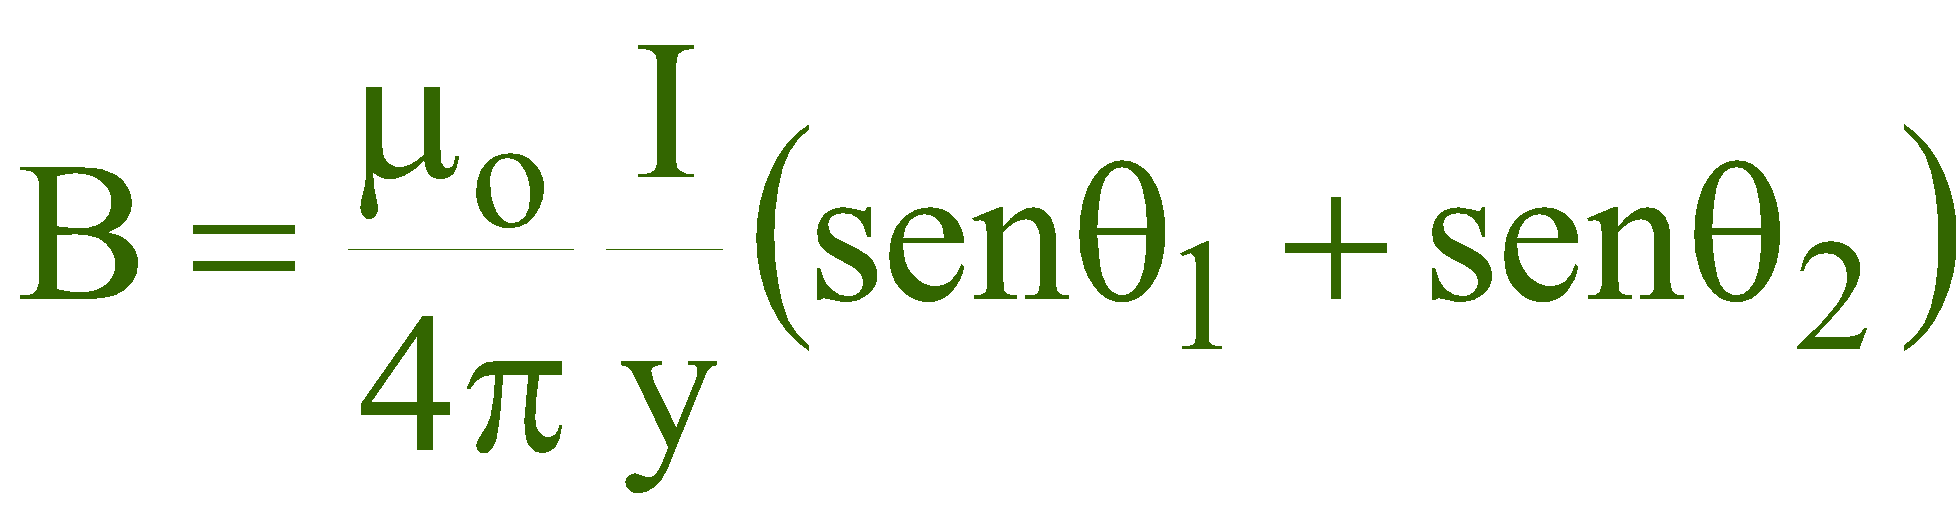 B = μₒ/4π I/y (senθ₁ + senθ₂)